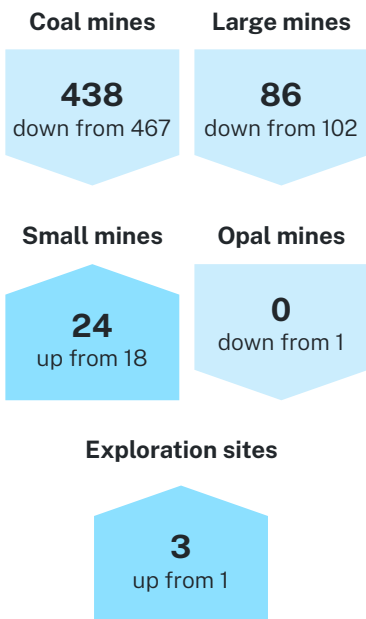 Coal mines
438
down from 467
Large mines
86
down from 102
Small mines
24
up from 18
Opal mines
0
down from 1
Exploration sites
3
up from 1